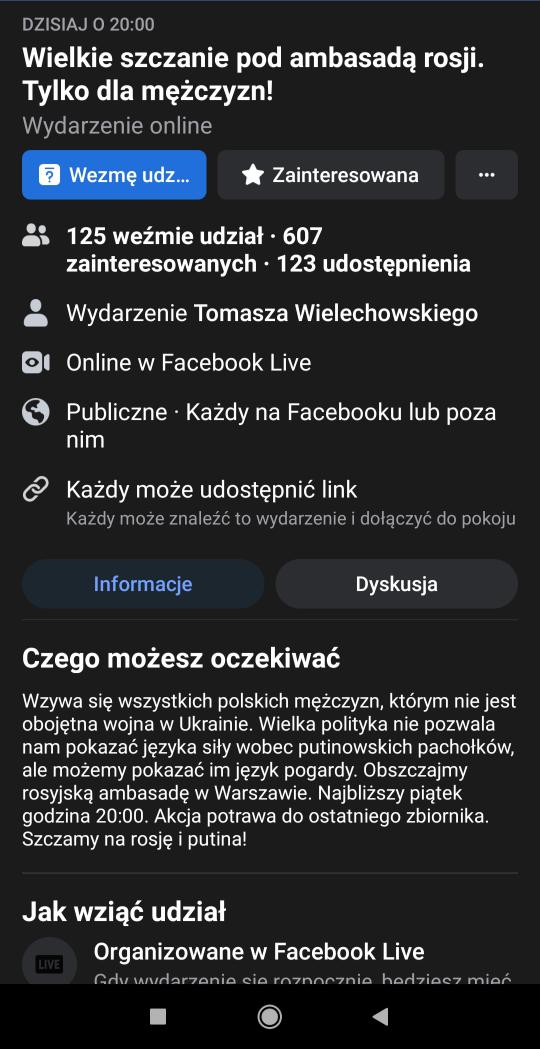 DZISIAJ O 20:00
Wielkie szczanie pod ambasadą rosji.
Tylko dla mężczyzn!
Wydarzenie online
Wezmę udz...
Zainteresowana
125 weźmie udział · 607
zainteresowanych · 123 udostępnienia
Wydarzenie Tomasza Wielechowskiego
Online w Facebook Live
Publiczne · Każdy na Facebooku lub poza
nim
Każdy może udostępnić link
Każdy może znaleźć to wydarzenie i dołączyć do pokoju
Informacje
Dyskusja
Czego możesz oczekiwać
Wzywa się wszystkich polskich mężczyzn, którym nie jest
obojętna wojna w Ukrainie. Wielka polityka nie pozwala
nam pokazać języka siły wobec putinowskich pachołków,
ale możemy pokazać im język pogardy. Obszczajmy
rosyjską ambasadę w Warszawie. Najbliższy piątek
godzina 20:00. Akcja potrawa do ostatniego zbiornika.
Szczamy na rosję i putina!
Jak wziąć udział
LIVE
Organizowane w Facebook Live
Gdy wydarzenie się rozpocznie, będziesz mieć